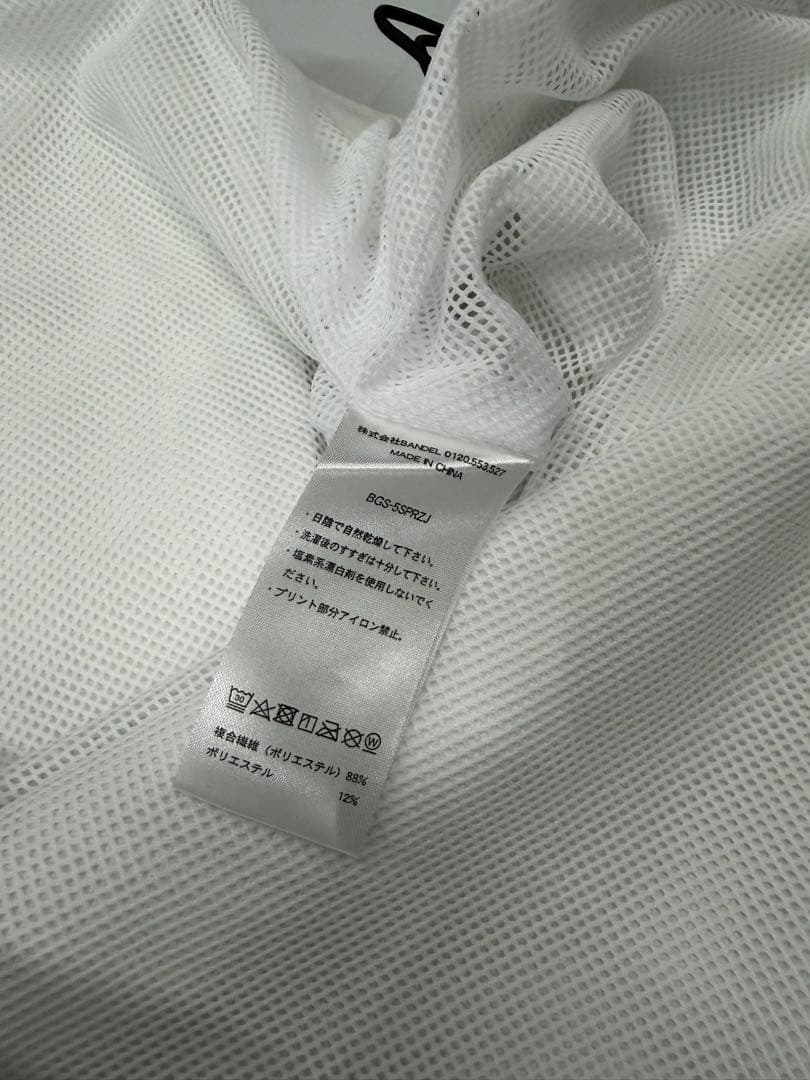 株式会社BANDEL 0120.553.527
MADE IN CHINA
BGS-5SPRZJ
・日陰で自然乾燥して下さい。
・洗濯後のすすぎは十分して下さい。
・塩素系漂白剤を使用しないでく
ださい。
・プリント部分アイロン禁止。
30
W
複合繊維（ポリエステル）88%
ポリエステル 12%